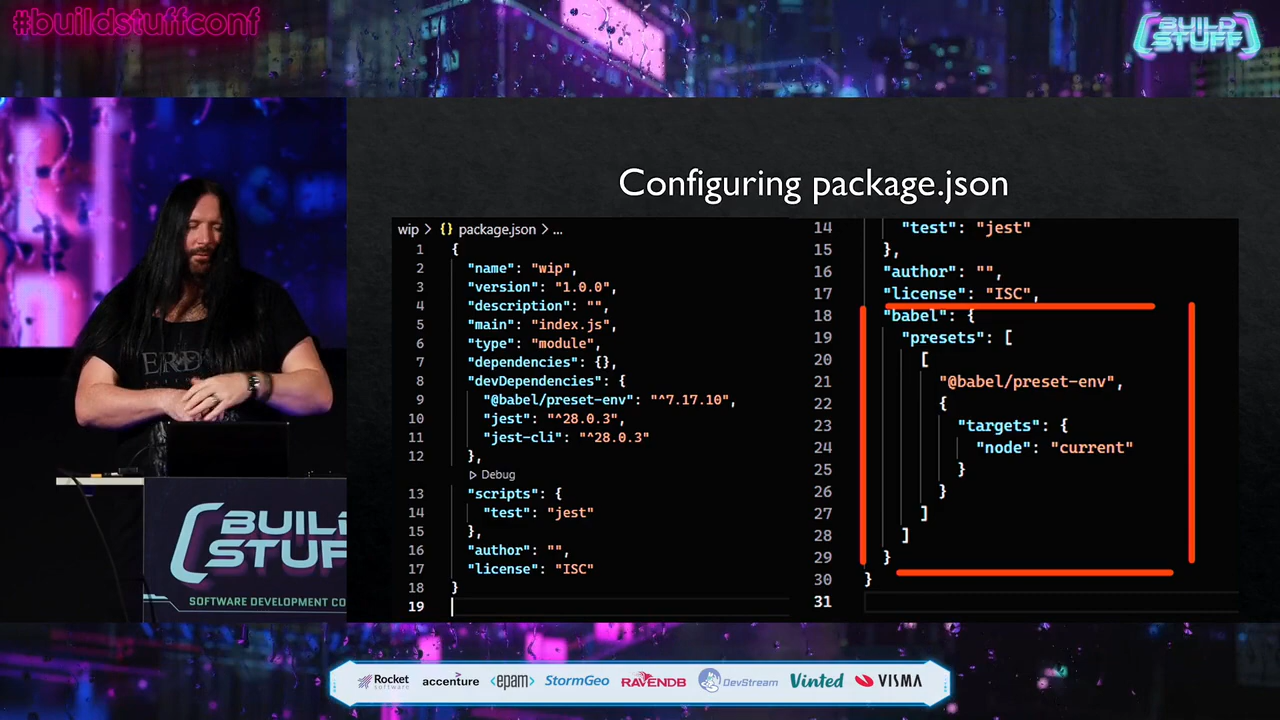 #buildstuffconf
BUILD
STUFF
Configuring package.json
wip > {} package.json > ...
1 {
2 "name": "wip",
3 "version": "1.0.0",
4 "description": "",
5 "main": "index.js",
6 "type": "module",
7 "dependencies": {},
8 "devDependencies": {
9 "@babel/preset-env": "^7.17.10",
10 "jest": "^28.0.3",
11 "jest-cli": "^28.0.3"
12 },
Debug
13 "scripts": {
14 "test": "jest"
15 },
16 "author": "",
17 "license": "ISC"
18 }
19
14 "test": "jest"
15 },
16 "author": "",
17 "license": "ISC",
18 "babel": {
19 "presets": [
20 [
21 "@babel/preset-env",
22 {
23 "targets": {
24 "node": "current"
25 }
26 }
27 ]
28 ]
29 }
30 }
31
BUILD
STUFF
SOFTWARE DEVELOPMENT CO
Rocket
software
accenture
<epam>
StormGeo
RAVENDB
DevStream
Vinted
VISMA